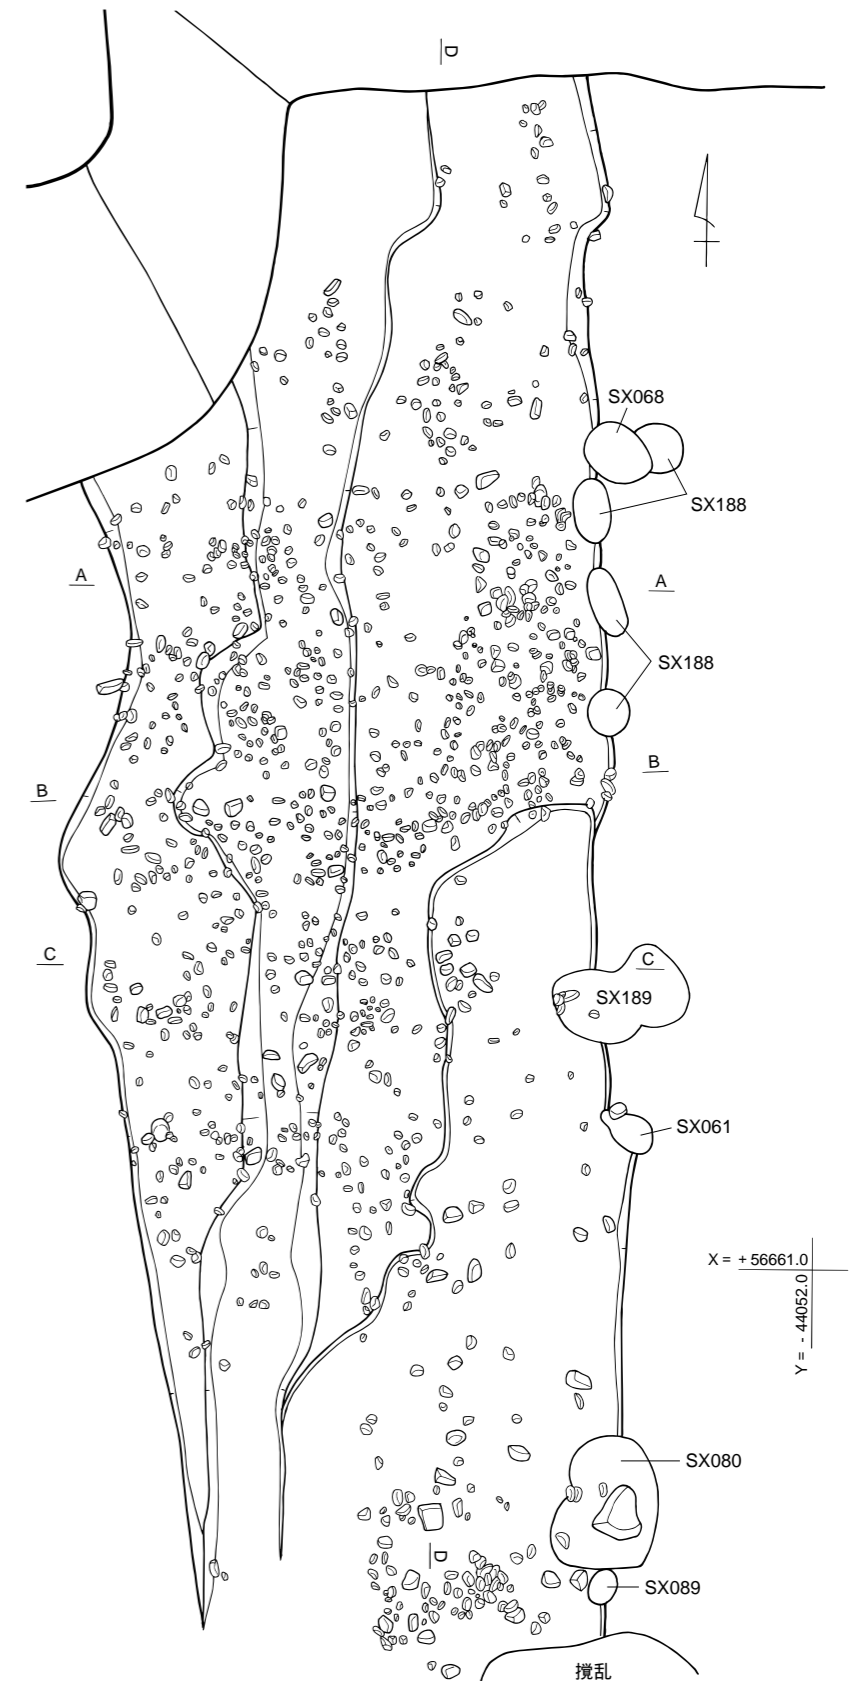 D
SX068
SX188
A
A
SX188
B
B
C
C
SX189
SX061
X = + 56661.0
Y = - 44052.0
SX080
D
SX089
撹乱